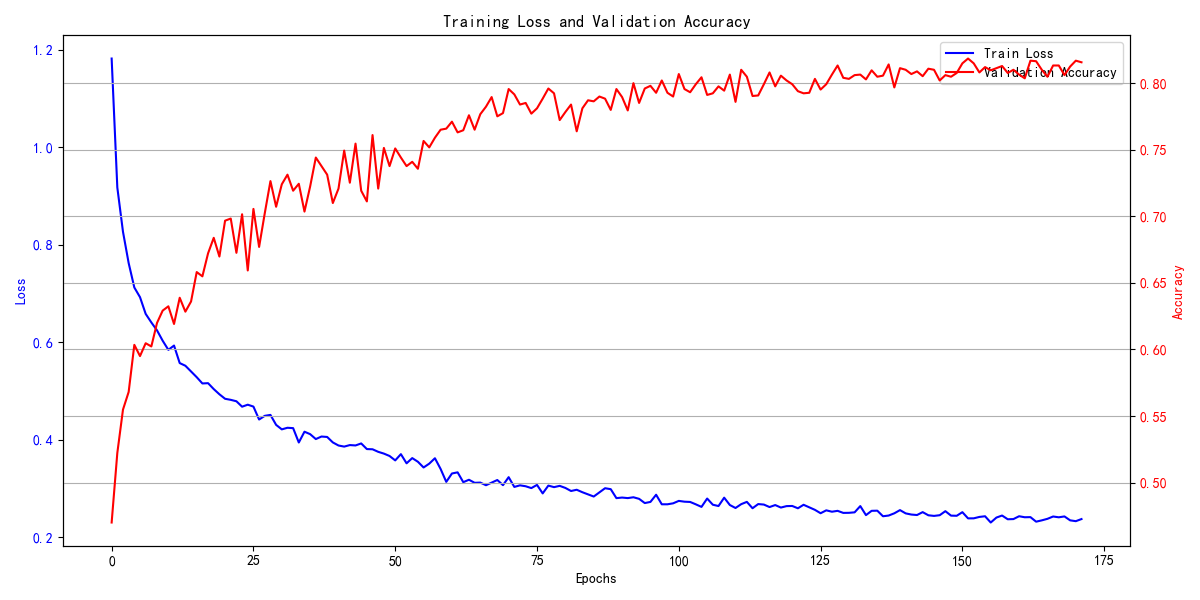 Training Loss and Validation Accuracy
Train Loss
Validation Accuracy
1.2
1.0
0.8
0.6
0.4
0.2
Loss
0.80
0.75
0.70
0.65
0.60
0.55
0.50
Accuracy
0 25 50 75 100 125 150 175
Epochs